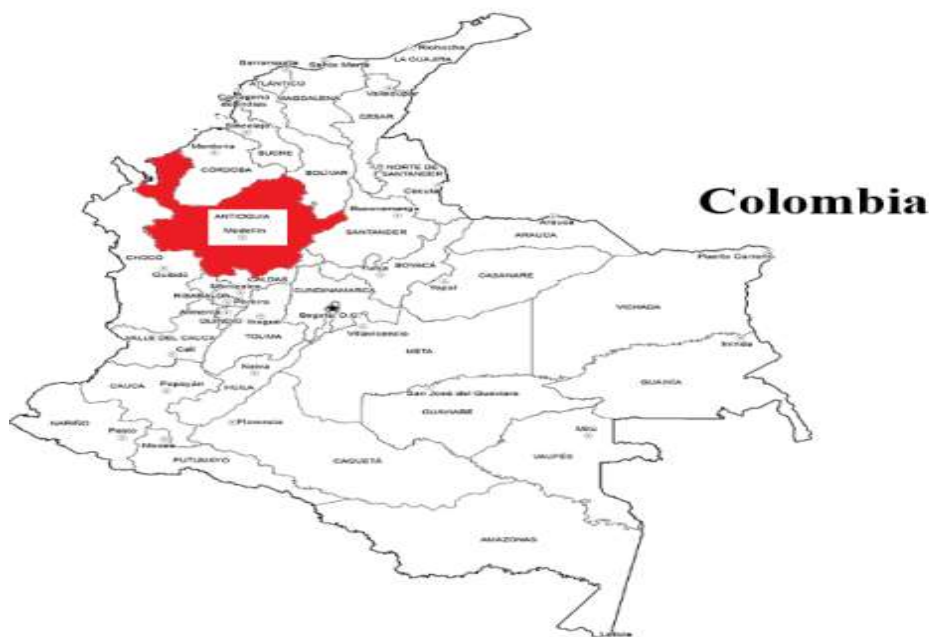 Riohacha
LA GUAJIRA
Barranquilla
Santa Marta
ATLÁNTICO
Valledupar
Cartagena
MAGDALENA
CESAR
Sincelejo
Montería
SUCRE
CÓRDOBA
BOLÍVAR
NORTE DE
SANTANDER
Cúcuta
Colombia
Bucaramanga
ANTIOQUIA
Medellín
SANTANDER
Arauca
ARAUCA
CHOCÓ
Quibdó
BOYACÁ
Tunja
CASANARE
Yopal
Puerto Carreño
CALDAS
Manizales
RISARALDA
Pereira
CUNDINAMARCA
Armenia
QUINDÍO
Ibagué
Bogotá D.C.
Villavicencio
VICHADA
VALLE DEL CAUCA
TOLIMA
Cali
META
Inírida
Neiva
GUAINÍA
CAUCA
Popayán
HUILA
San José del Guaviare
GUAVIARE
NARIÑO
Pasto
Mocoa
Florencia
Mitú
VAUPÉS
PUTUMAYO
CAQUETÁ
AMAZONAS
Leticia